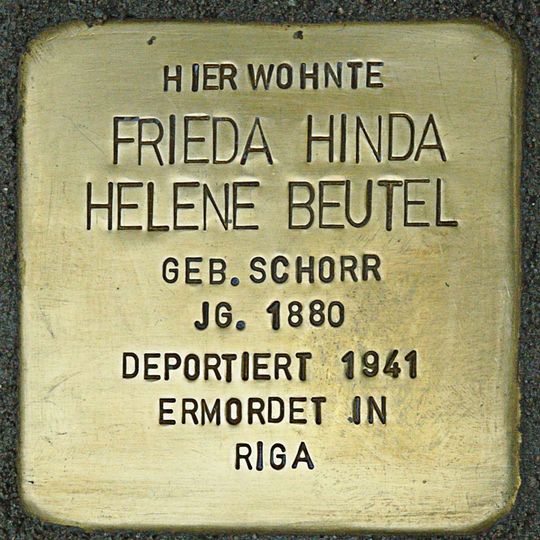 HIER WOHNTE
FRIEDA HINDA
HELENE BEUTEL
GEB. SCHORR
JG. 1880
DEPORTIERT 1941
ERMORDET IN
RIGA